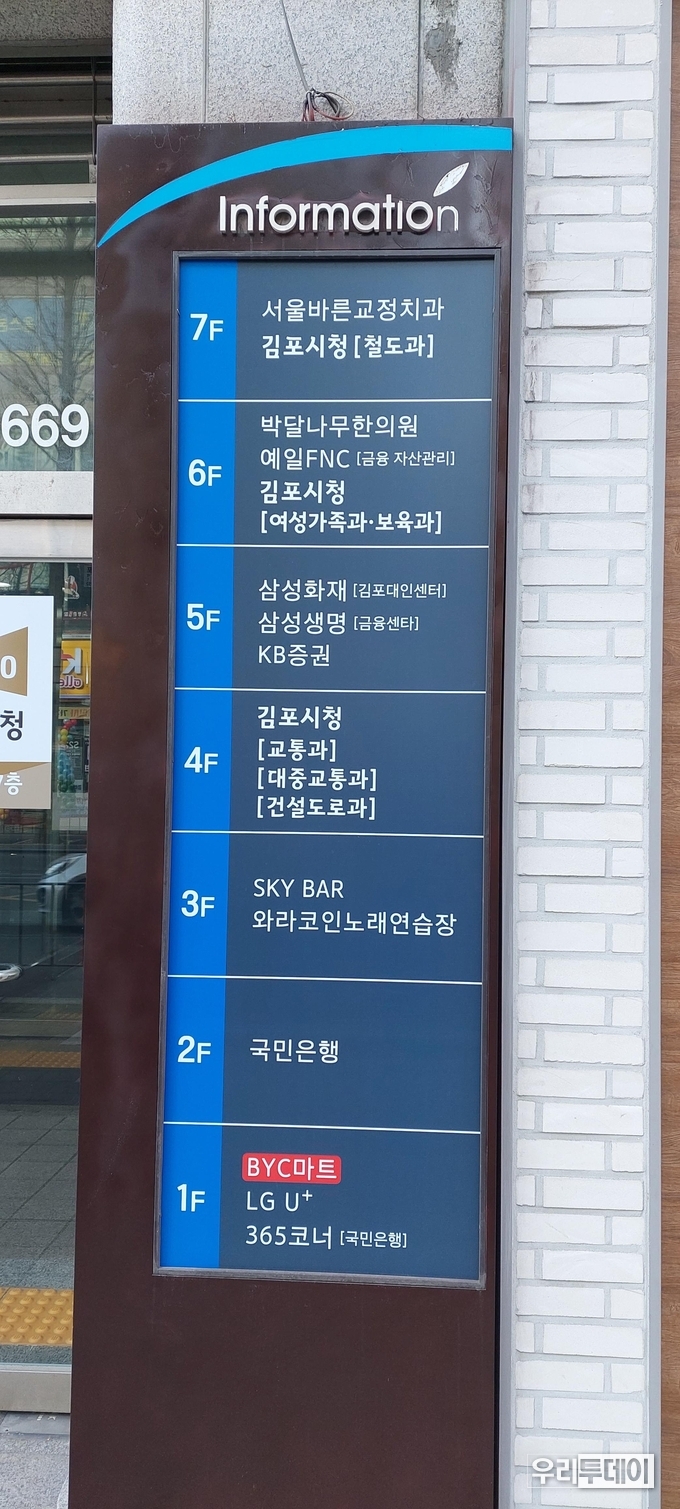 Information
7F
서울바른교정치과
김포시청 [철도과]
669
6F
박달나무한의원
예일FNC [금융 자산관리]
김포시청
[여성가족과·보육과]
5F
삼성화재 [김포대인센터]
삼성생명 [금융센타]
KB증권
0
청
7층
4F
김포시청
[교통과]
[대중교통과]
[건설도로과]
3F
SKY BAR
와라코인노래연습장
2F
국민은행
1F
BYC마트
LG U+
365코너 [국민은행]
우리투데이